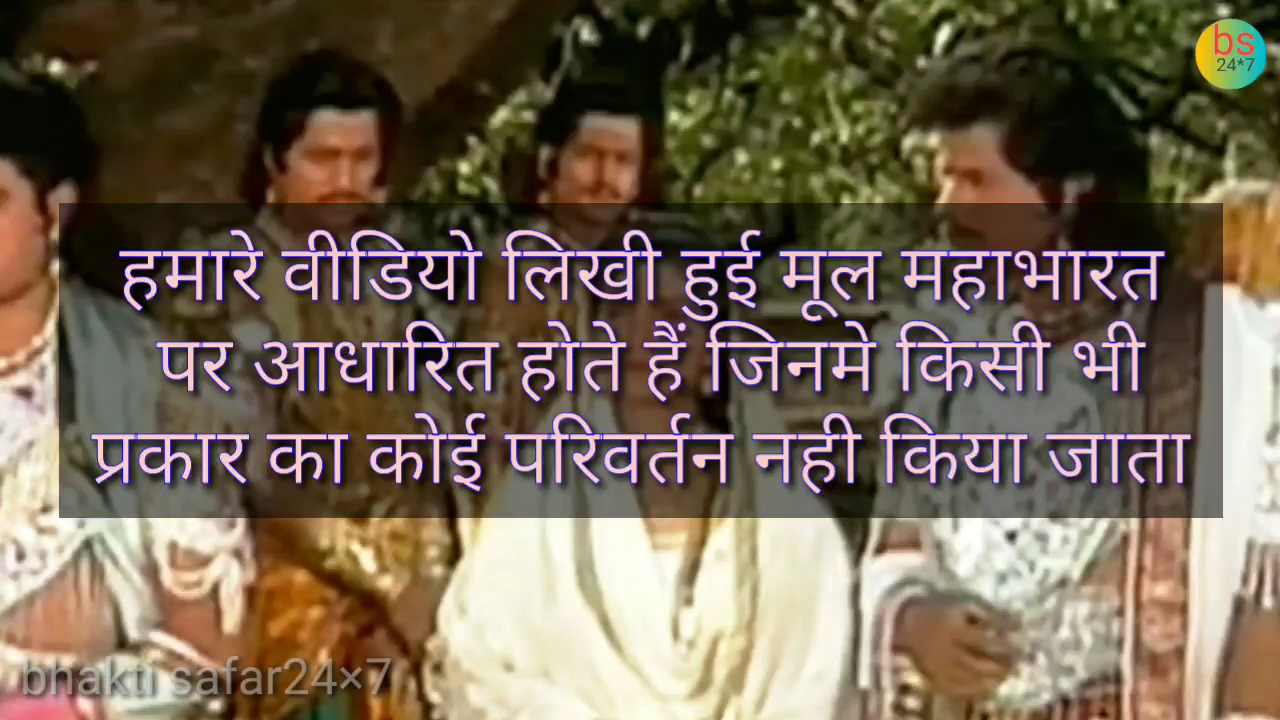 bs
24*7
हमारे वीडियो लिखी हुई मूल महाभारत
पर आधारित होते हैं जिनमे किसी भी
प्रकार का कोई परिवर्तन नही किया जाता
bhakti safar24×7